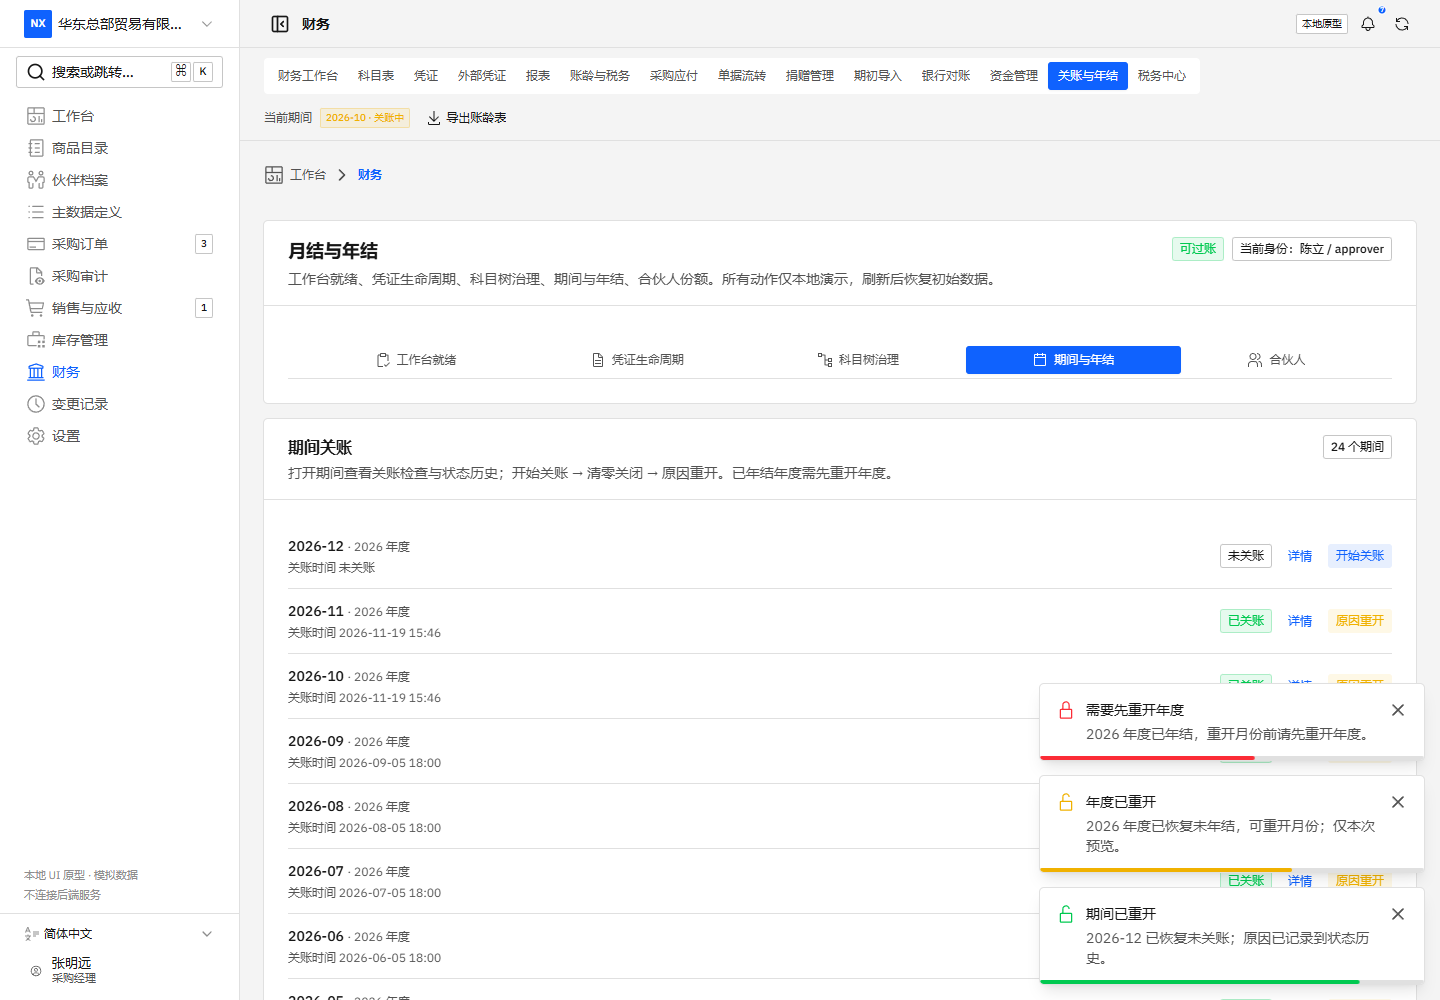 NX 华东总部贸易有限...
搜索或跳转... ⌘ K
工作台
商品目录
伙伴档案
主数据定义
采购订单 3
采购审计
销售与应收 1
库存管理
财务
变更记录
设置
本地 UI 原型 · 模拟数据
不连接后端服务
简体中文
张明远
采购经理
财务
本地原型
7
财务工作台 科目表 凭证 外部凭证 报表 账龄与税务 采购应付 单据流转 捐赠管理 期初导入 银行对账 资金管理 关账与年结 税务中心
当前期间 2026-10 · 关账中 导出账龄表
工作台 财务
月结与年结
可过账 当前身份：陈立 / approver
工作台就绪、凭证生命周期、科目树治理、期间与年结、合伙人份额。所有动作仅本地演示，刷新后恢复初始数据。
工作台就绪 凭证生命周期 科目树治理 期间与年结 合伙人
期间关账
24 个期间
打开期间查看关账检查与状态历史；开始关账 → 清零关闭 → 原因重开。已年结年度需先重开年度。
2026-12 · 2026 年度
关账时间 未关账
未关账 详情 开始关账
2026-11 · 2026 年度
关账时间 2026-11-19 15:46
已关账 详情 原因重开
2026-10 · 2026 年度
关账时间 2026-11-19 15:46
已关账 详情 原因重开
2026-09 · 2026 年度
关账时间 2026-09-05 18:00
2026-08 · 2026 年度
关账时间 2026-08-05 18:00
2026-07 · 2026 年度
关账时间 2026-07-05 18:00
已关账 详情 原因重开
2026-06 · 2026 年度
关账时间 2026-06-05 18:00
2026-05 · 2026 年度
需要先重开年度
2026 年度已年结，重开月份前请先重开年度。
年度已重开
2026 年度已恢复未年结，可重开月份；仅本次
预览。
期间已重开
2026-12 已恢复未关账；原因已记录到状态历
史。